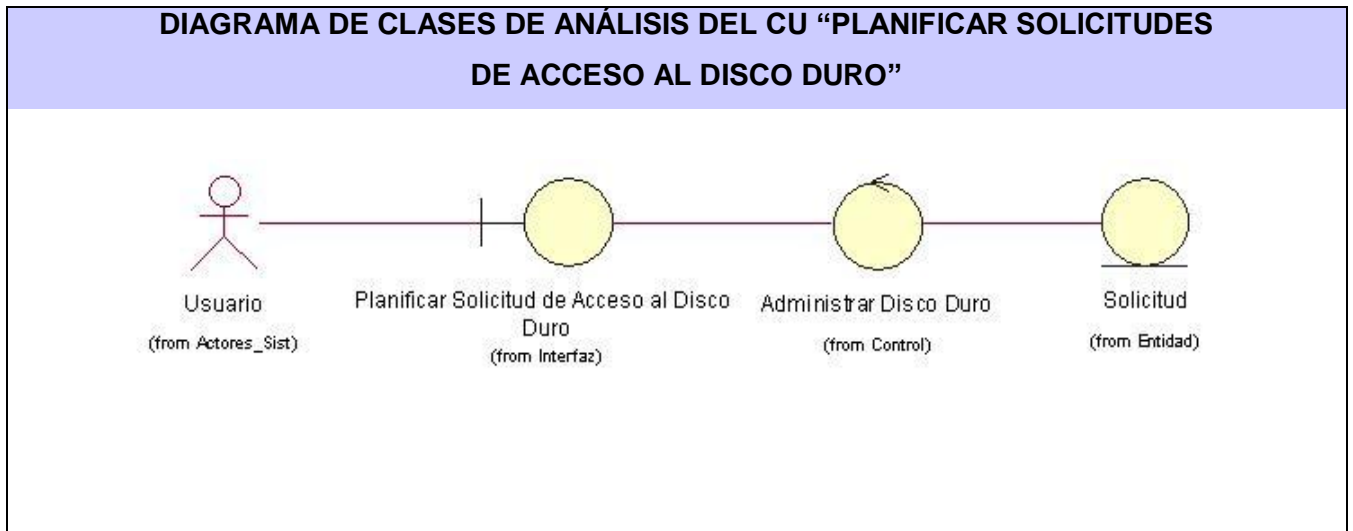 DIAGRAMA DE CLASES DE ANÁLISIS DEL CU “PLANIFICAR SOLICITUDES
DE ACCESO AL DISCO DURO”
Usuario
(from Actores_Sist)
Planificar Solicitud de Acceso al Disco
Duro
(from Interfaz)
Administrar Disco Duro
(from Control)
Solicitud
(from Entidad)